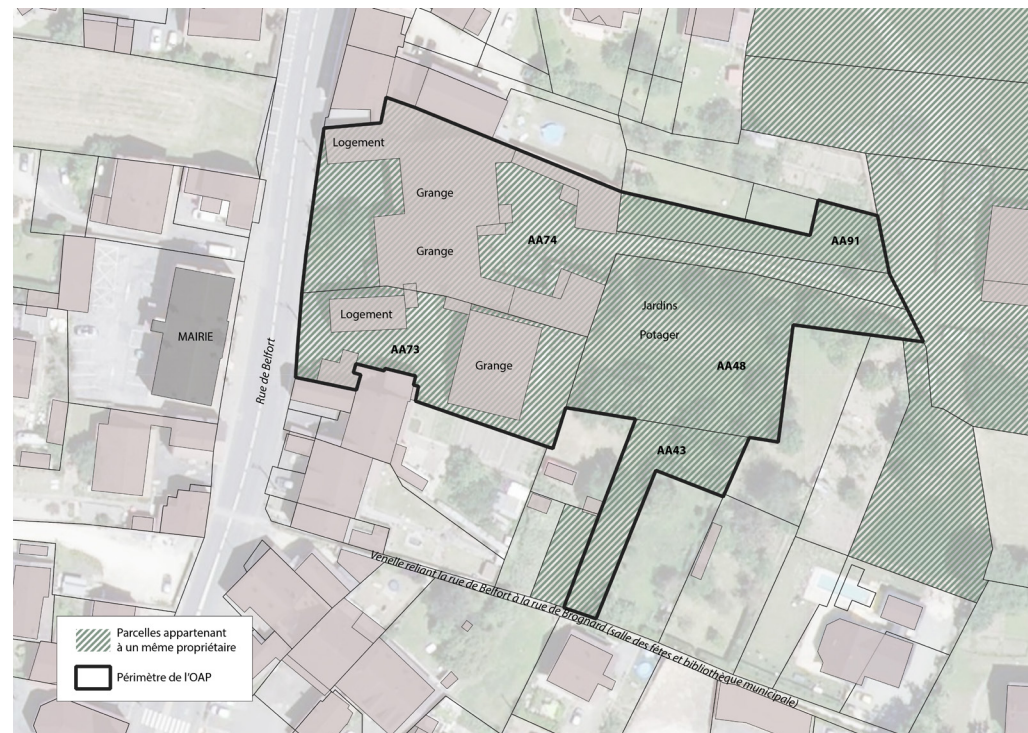 Logement
Grange
Grange
AA74
AA91
Jardins
Potager
Logement
MAIRIE
AA73
Grange
AA48
Rue de Belfort
AA43
Venelle reliant la rue de Belfort à la rue de Brognard (salle des fêtes et bibliothèque municipale)
Parcelles appartenant
à un même propriétaire
Périmètre de l'OAP